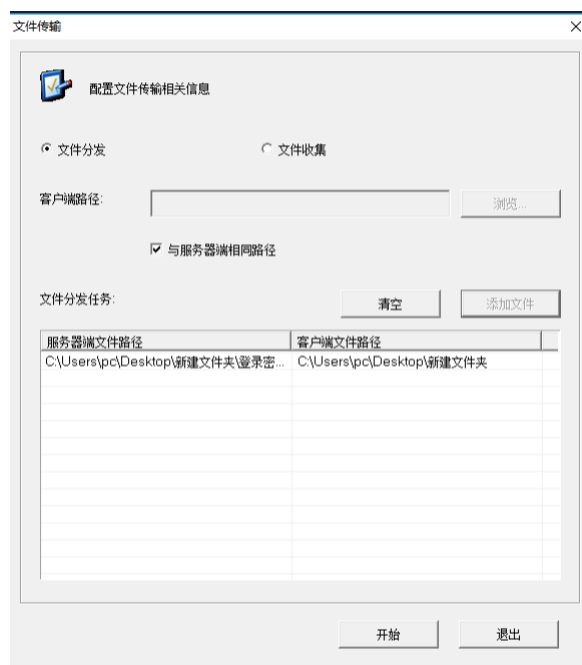 文件传输
配置文件传输相关信息
文件分发 文件收集
客户端路径: 浏览...
与服务器端相同路径
文件分发任务: 清空 添加文件
服务器端文件路径 客户端文件路径
C:\Users\pc\Desktop\新建文件夹\登录密... C:\Users\pc\Desktop\新建文件夹
开始 退出